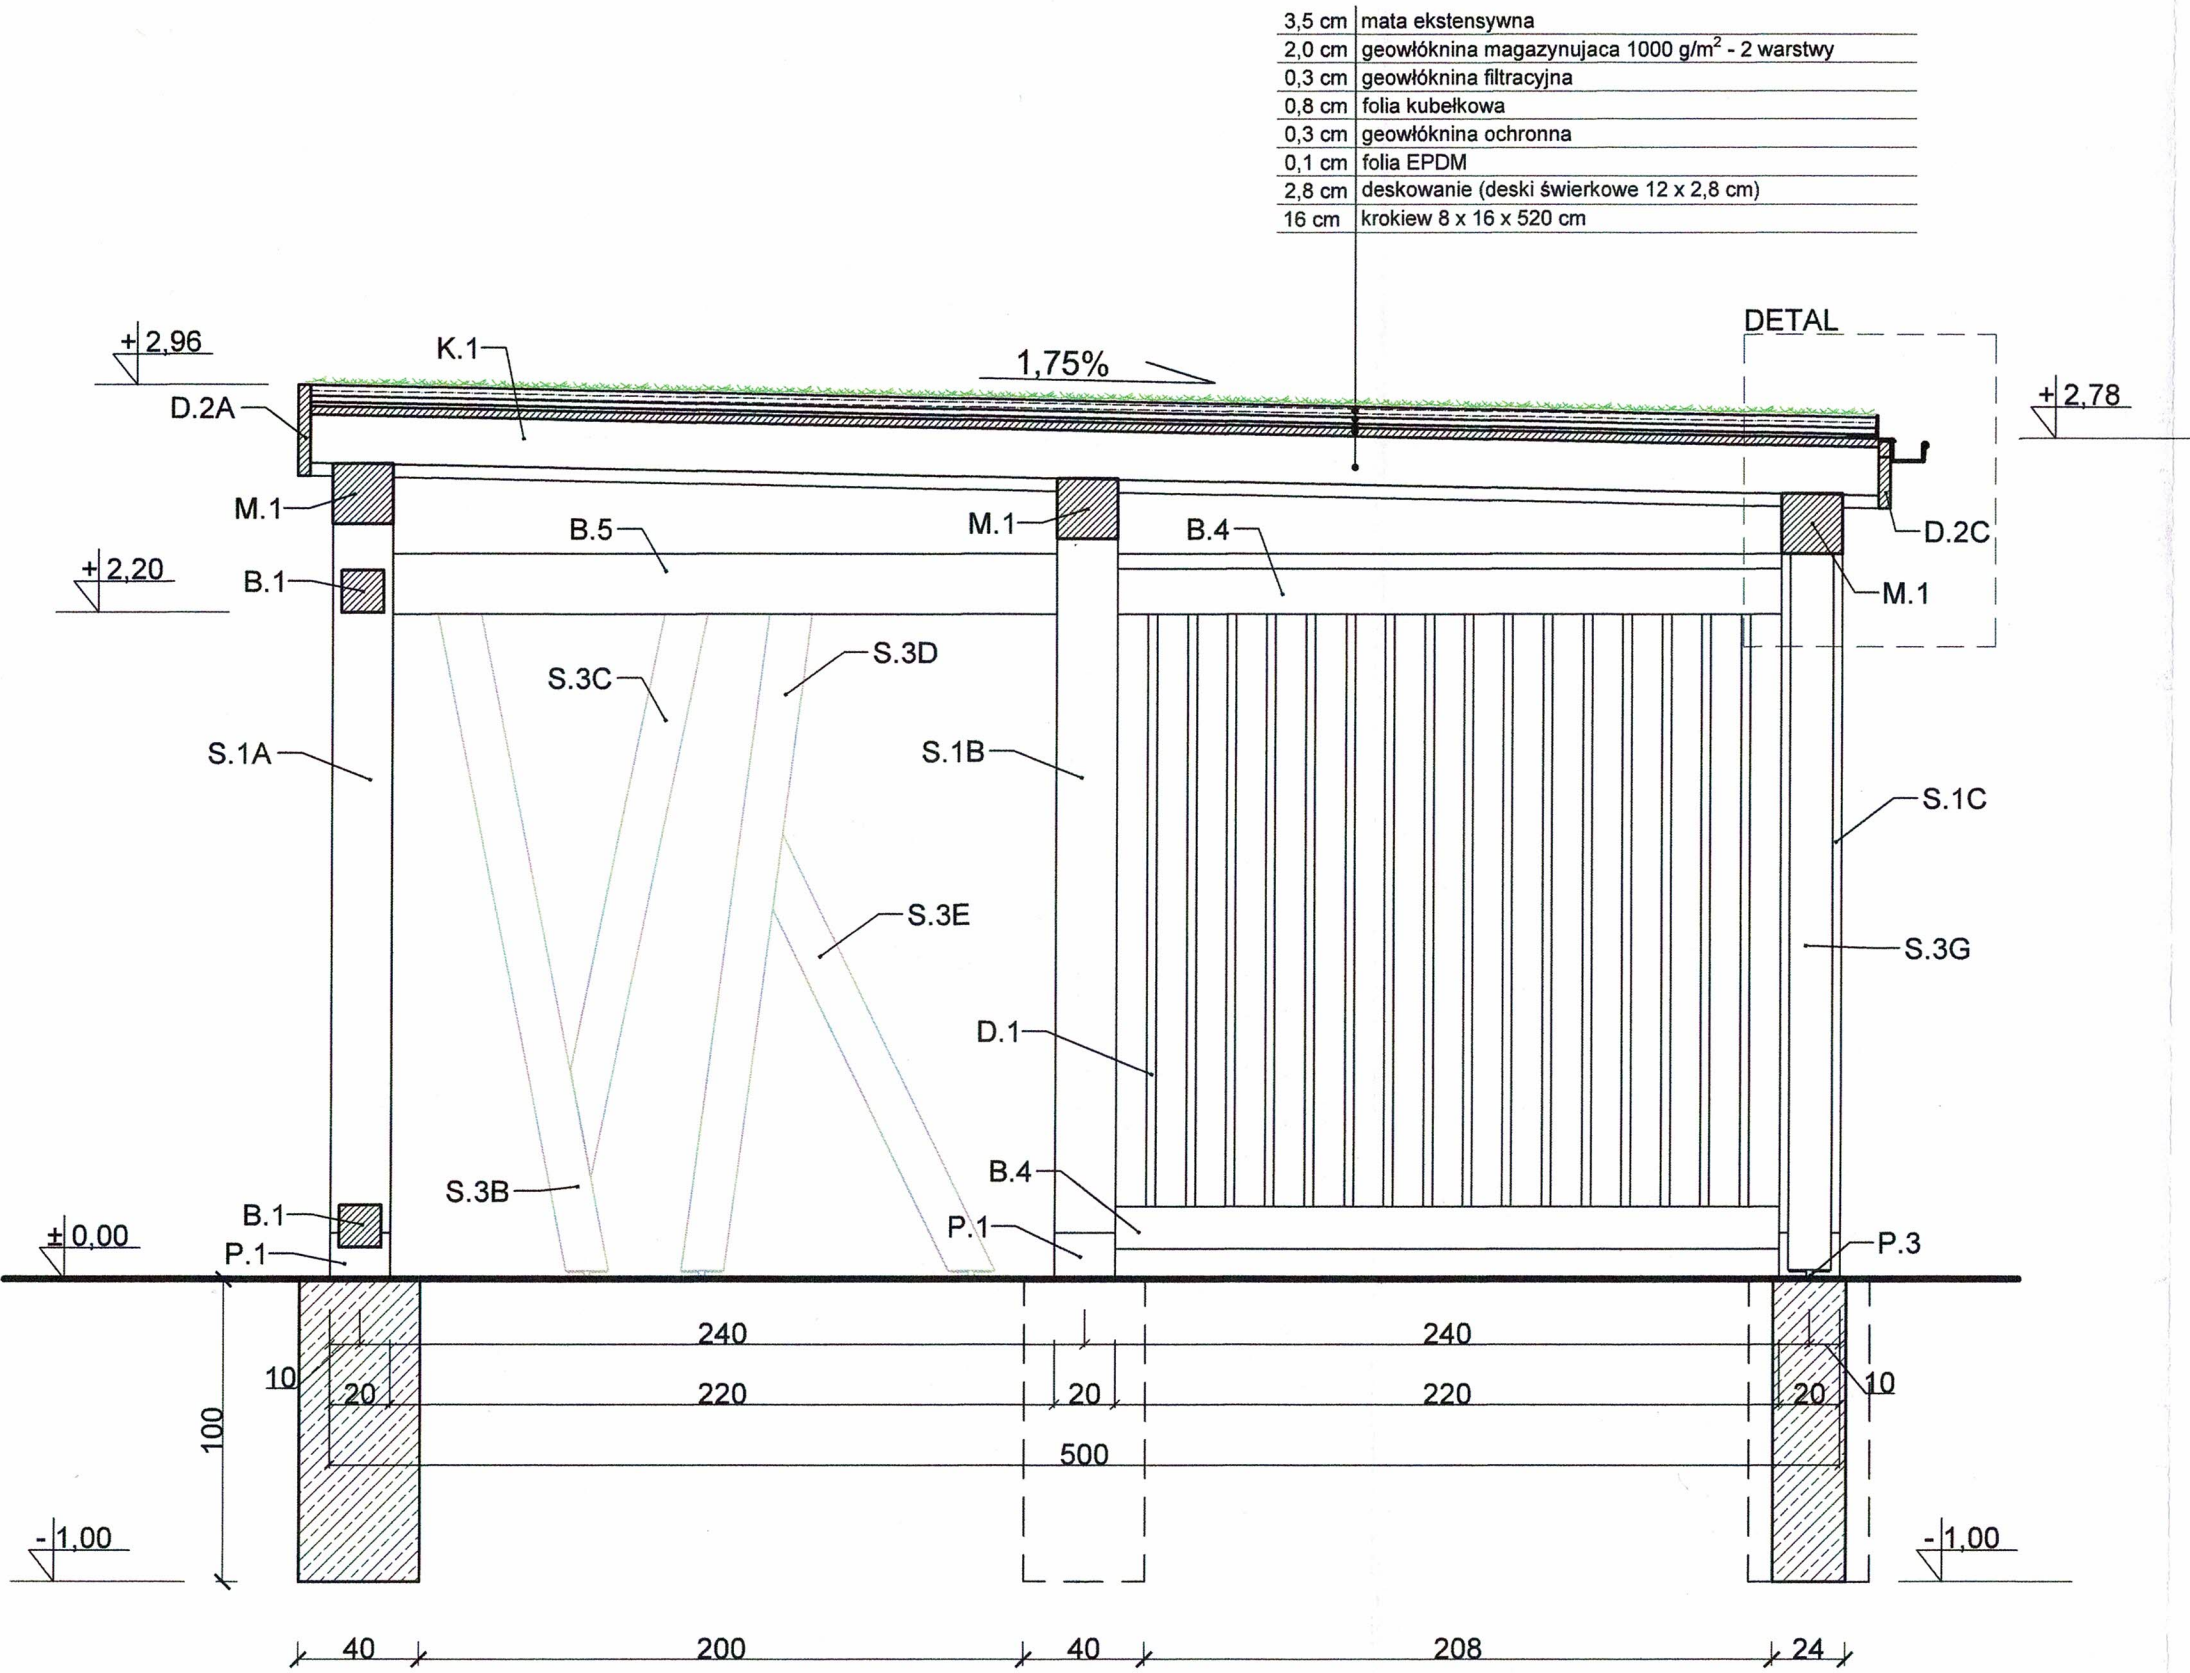 3,5 cm mata ekstensywna
2,0 cm geowłóknina magazynujaca 1000 g/m² - 2 warstwy
0,3 cm geowłóknina filtracyjna
0,8 cm folia kubełkowa
0,3 cm geowłóknina ochronna
0,1 cm folia EPDM
2,8 cm deskowanie (deski świerkowe 12 x 2,8 cm)
16 cm krokiew 8 x 16 x 520 cm
DETAL
+2,96
K.1
1,75%
+2,78
D.2A
M.1
M.1
B.5
B.4
D.2C
+2,20
B.1
M.1
S.3D
S.3C
S.1A
S.1B
S.1C
S.3E
S.3G
D.1
B.4
S.3B
B.1
P.1
±0,00
P.1
P.3
240
240
10
10
20
220
20
220
20
100
500
-1,00
-1,00
40
200
40
208
24